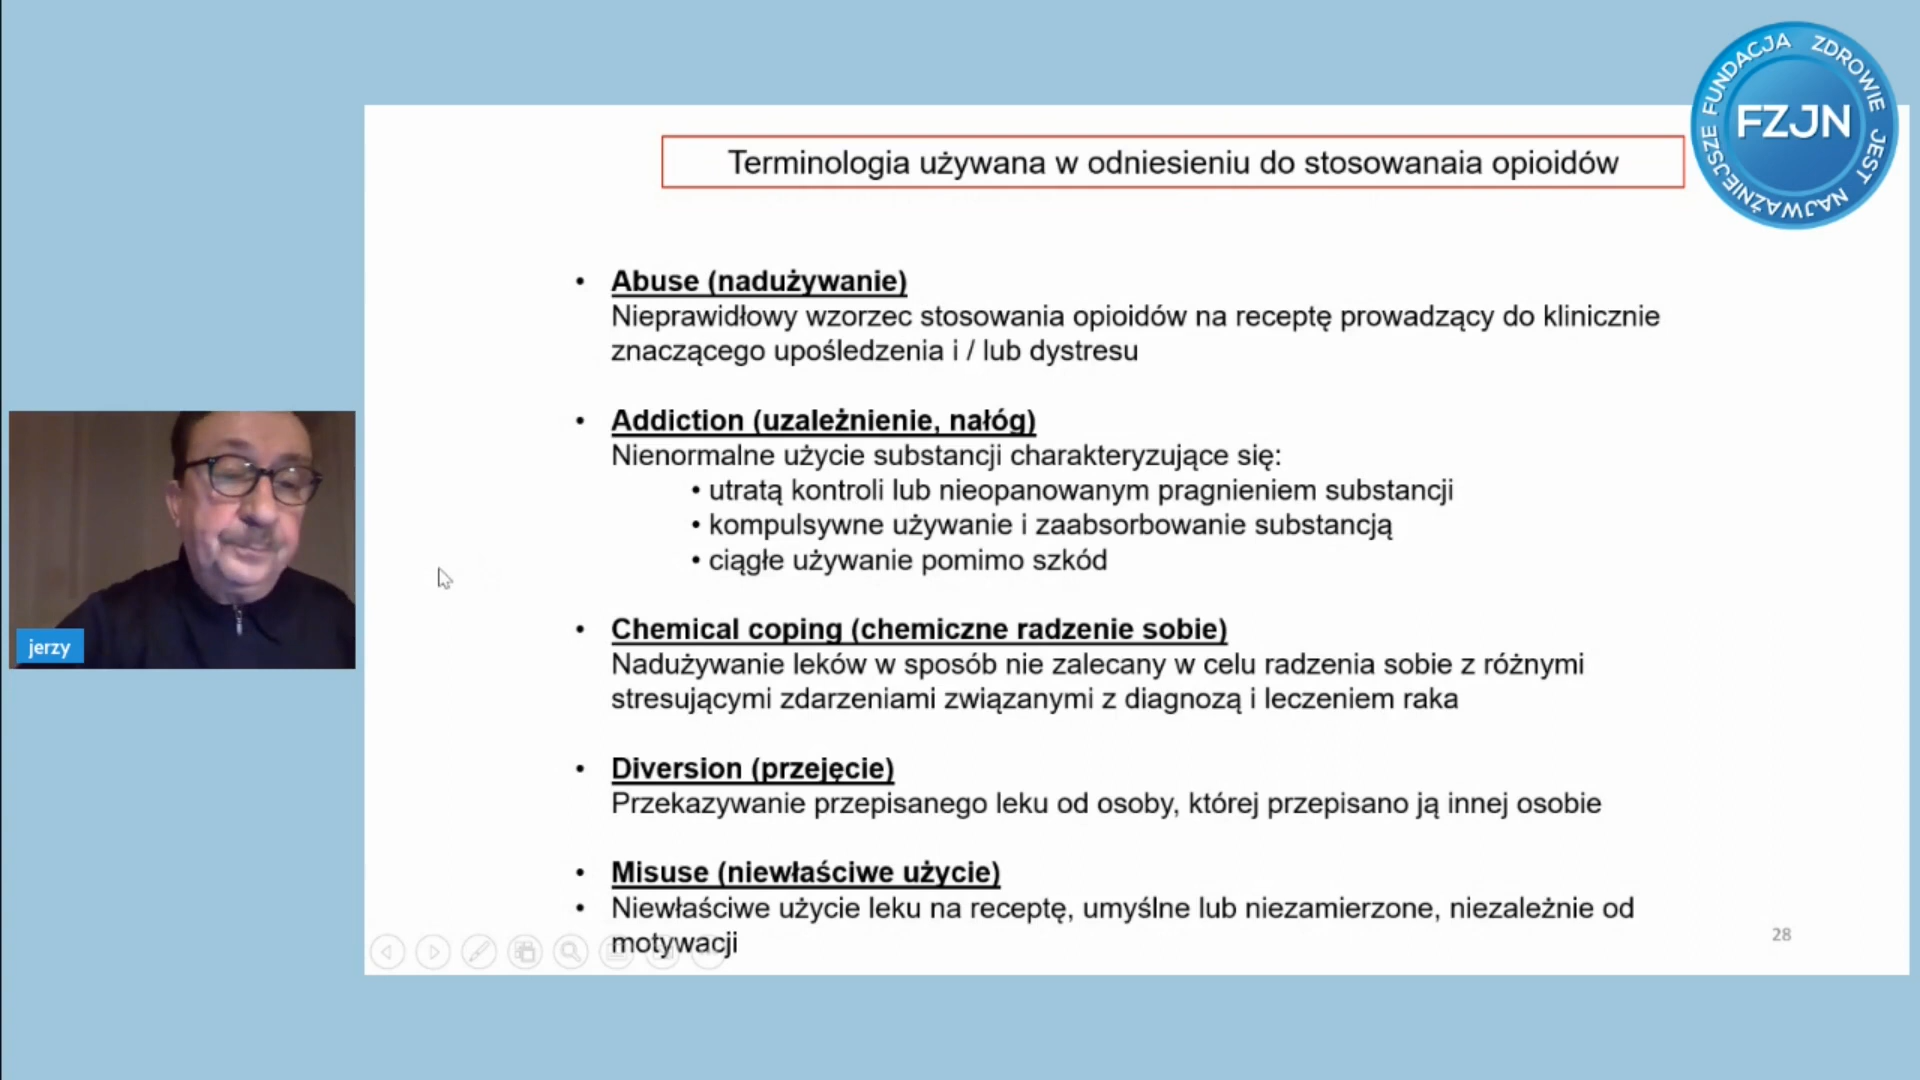 FUNDACJA ZDROWIE JEST NAJWAŻNIEJSZE
FZJN
Terminologia używana w odniesieniu do stosowanaia opioidów
• Abuse (nadużywanie)
Nieprawidłowy wzorzec stosowania opioidów na receptę prowadzący do klinicznie
znaczącego upośledzenia i / lub dystresu
• Addiction (uzależnienie, nałóg)
Nienormalne użycie substancji charakteryzujące się:
• utratą kontroli lub nieopanowanym pragnieniem substancji
• kompulsywne używanie i zaabsorbowanie substancją
• ciągłe używanie pomimo szkód
• Chemical coping (chemiczne radzenie sobie)
Nadużywanie leków w sposób nie zalecany w celu radzenia sobie z różnymi
stresującymi zdarzeniami związanymi z diagnozą i leczeniem raka
• Diversion (przejęcie)
Przekazywanie przepisanego leku od osoby, której przepisano ją innej osobie
• Misuse (niewłaściwe użycie)
• Niewłaściwe użycie leku na receptę, umyślne lub niezamierzone, niezależnie od
motywacji
28
jerzy